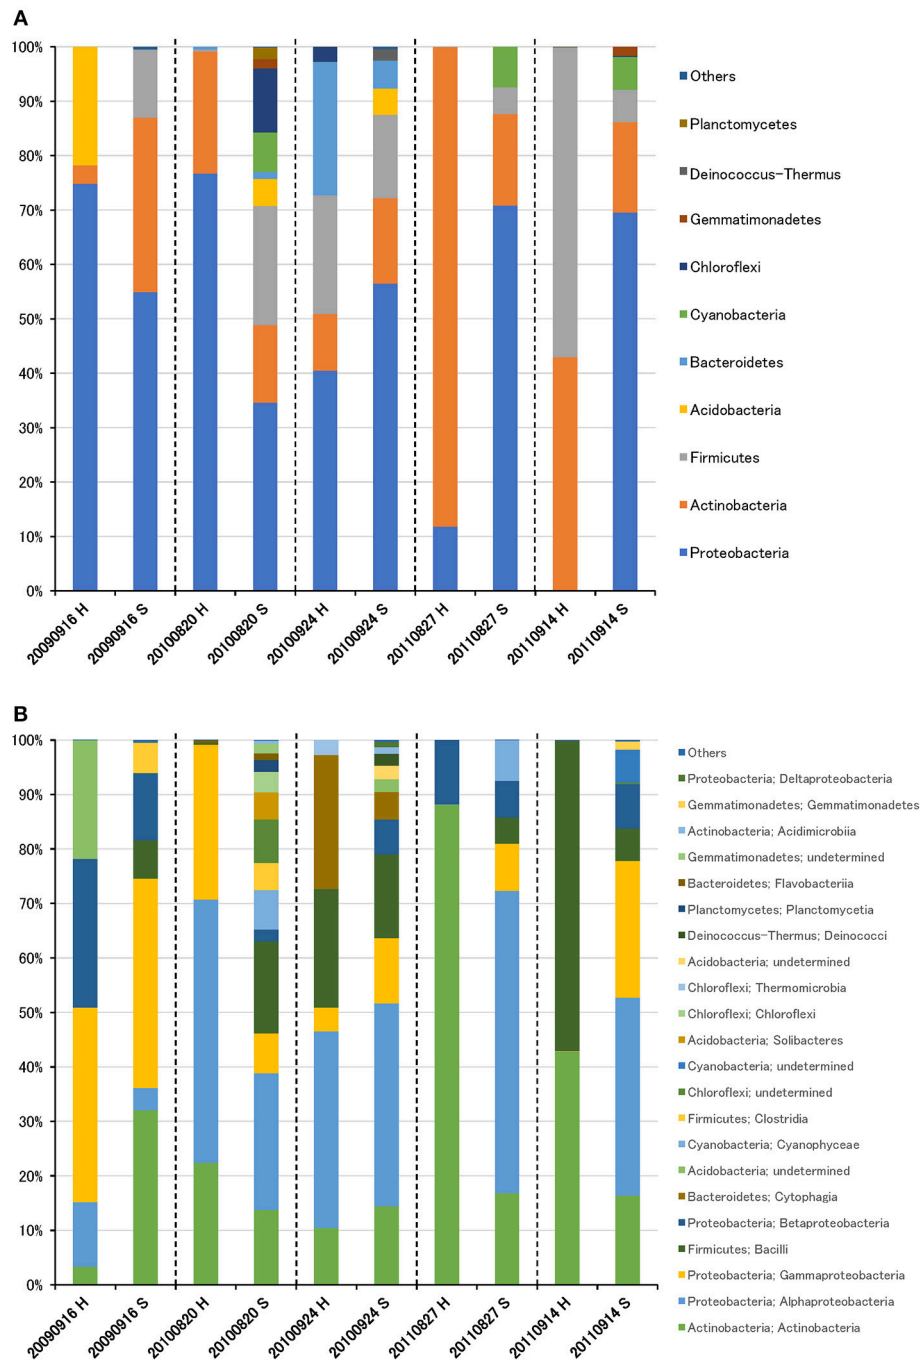 A
100%
90%
80%
70%
60%
50%
40%
30%
20%
10%
0%
20090916 H
20090916 S
20100820 H
20100820 S
20100924 H
20100924 S
20110827 H
20110827 S
20110914 H
20110914 S
Others
Planctomycetes
Deinococcus-Thermus
Gemmatimonadetes
Chloroflexi
Cyanobacteria
Bacteroidetes
Acidobacteria
Firmicutes
Actinobacteria
Proteobacteria
B
100%
90%
80%
70%
60%
50%
40%
30%
20%
10%
0%
20090916 H
20090916 S
20100820 H
20100820 S
20100924 H
20100924 S
20110827 H
20110827 S
20110914 H
20110914 S
Others
Proteobacteria; Deltaproteobacteria
Gemmatimonadetes; Gemmatimonadetes
Actinobacteria; Acidimicrobiia
Gemmatimonadetes; undetermined
Bacteroidetes; Flavobacteriia
Planctomycetes; Planctomycetia
Deinococcus-Thermus; Deinococci
Acidobacteria; undetermined
Chloroflexi; Thermomicrobia
Chloroflexi; Chloroflexi
Acidobacteria; Solibacteres
Cyanobacteria; undetermined
Chloroflexi; undetermined
Firmicutes; Clostridia
Cyanobacteria; Cyanophyceae
Acidobacteria; undetermined
Bacteroidetes; Cytophagia
Proteobacteria; Betaproteobacteria
Firmicutes; Bacilli
Proteobacteria; Gammaproteobacteria
Proteobacteria; Alphaproteobacteria
Actinobacteria; Actinobacteria